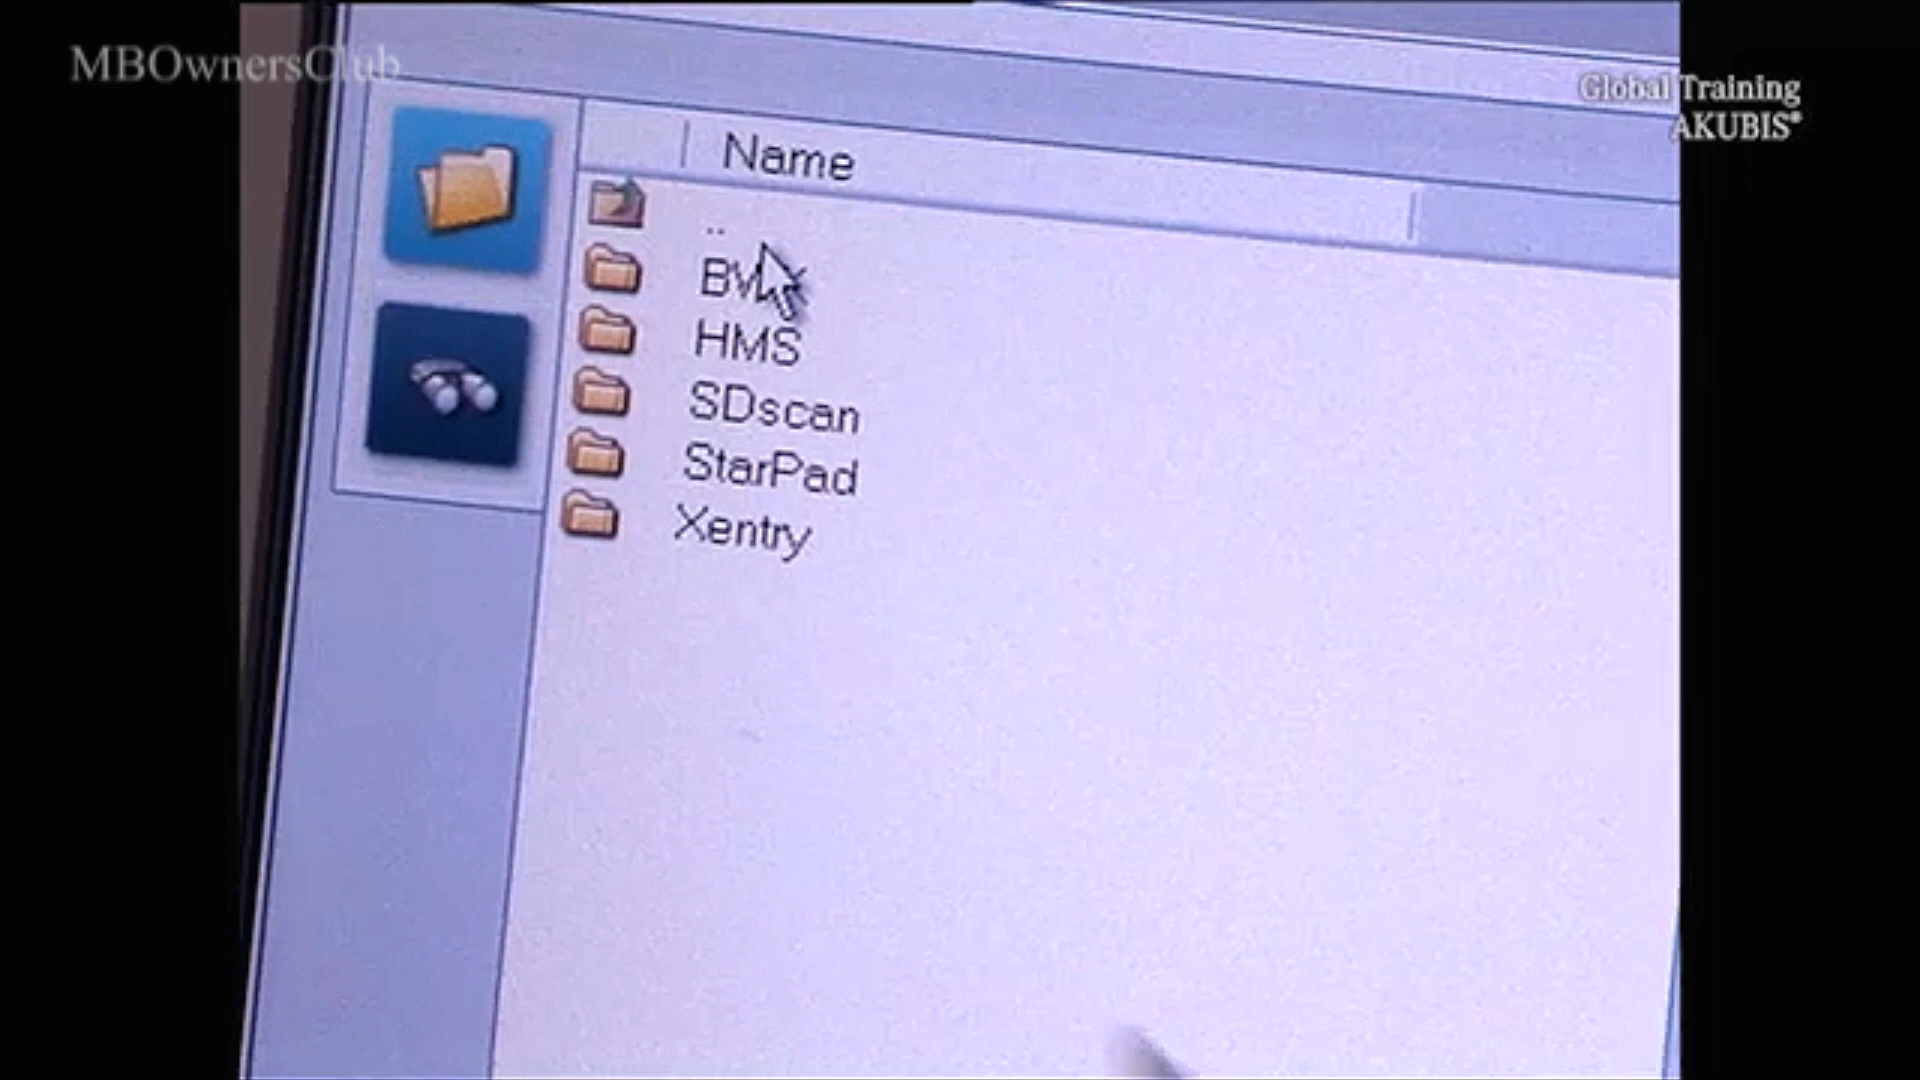 MBOwnersClub
Global Training
AKUBIS®
Name
..
HMS
SDscan
StarPad
Xentry